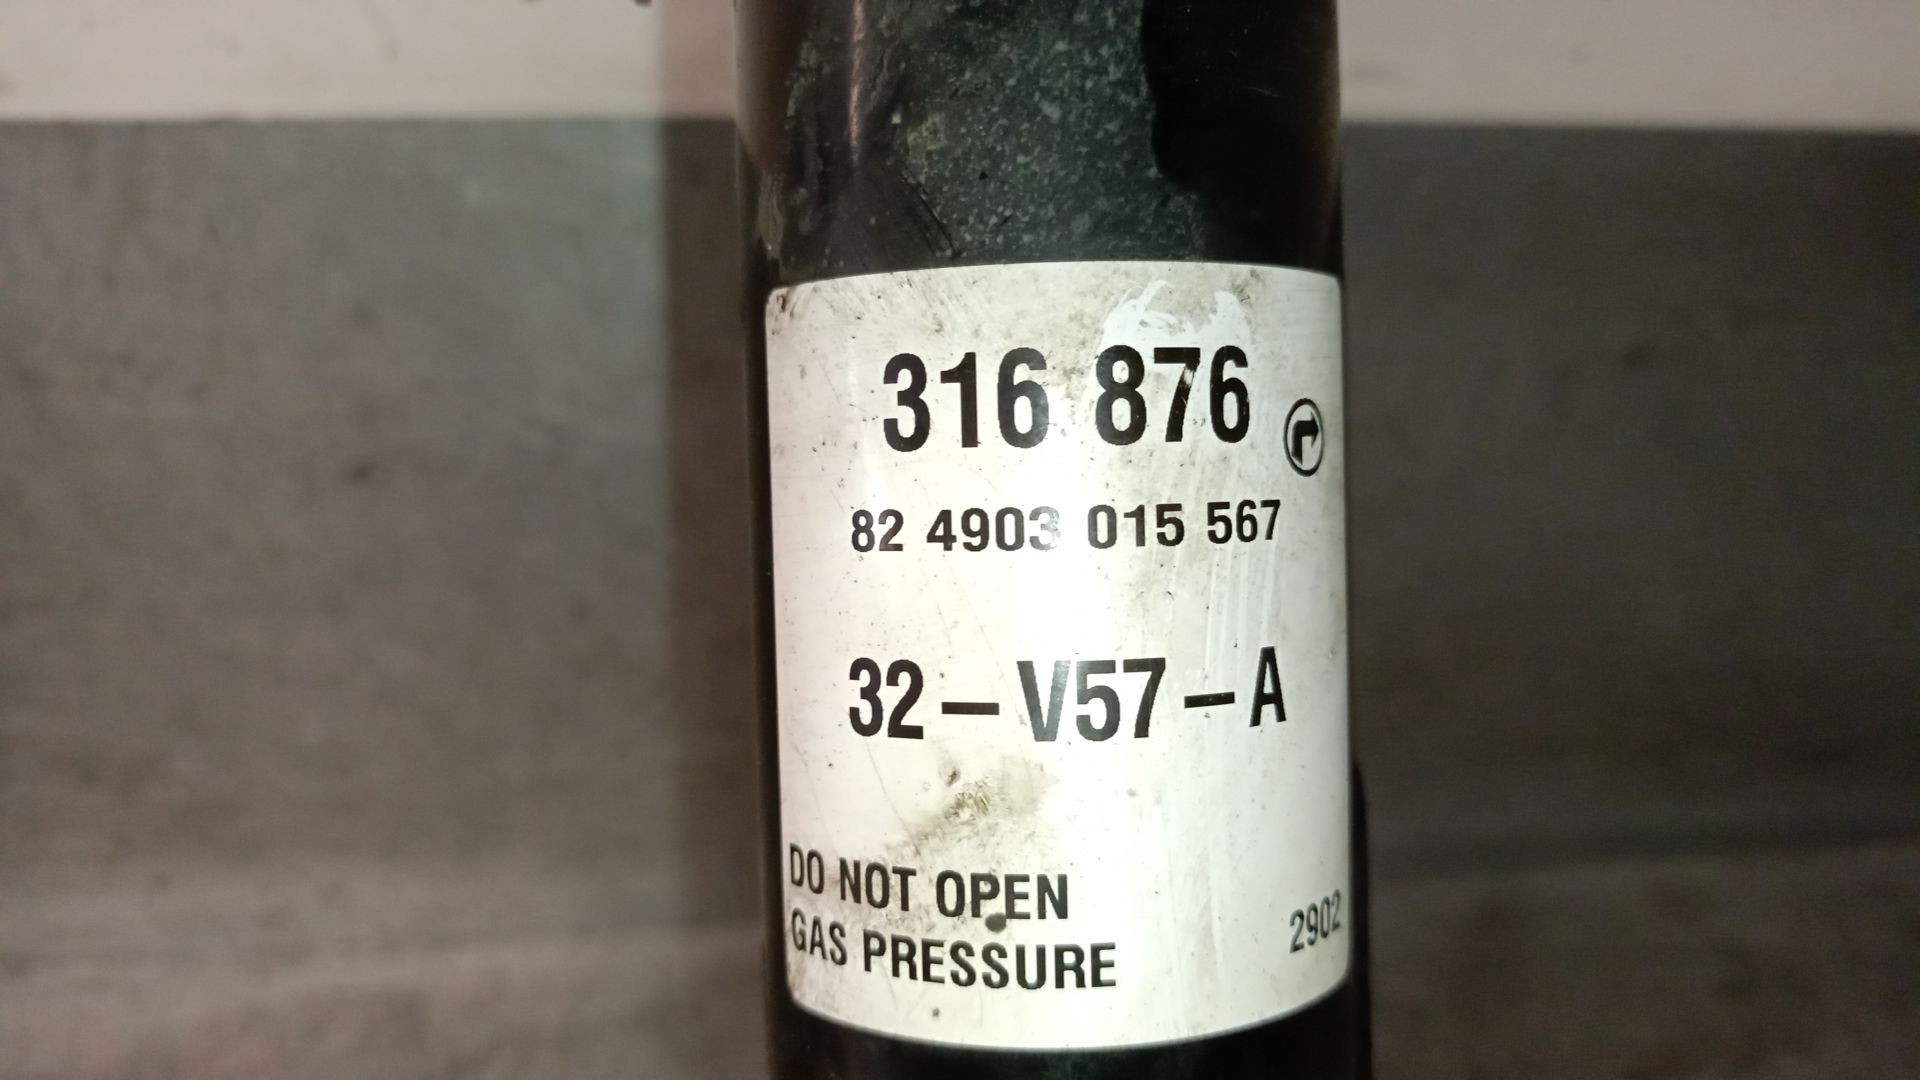 316 876
82 4903 015 567
32-V57-A
DO NOT OPEN
GAS PRESSURE
2902